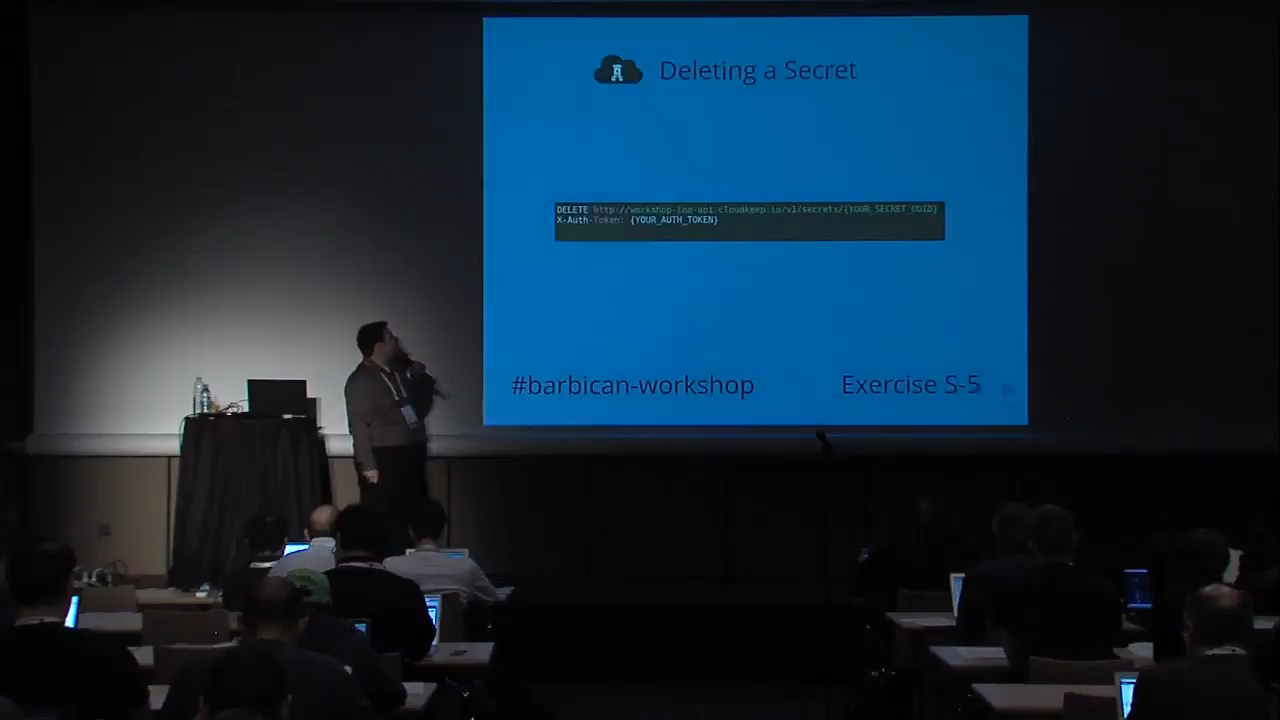 Deleting a Secret
DELETE http://workshop-lon-api.cloudkeep.io/v1/secrets/{YOUR_SECRET_UUID}
X-Auth-Token: {YOUR_AUTH_TOKEN}
#barbican-workshop
Exercise S-5